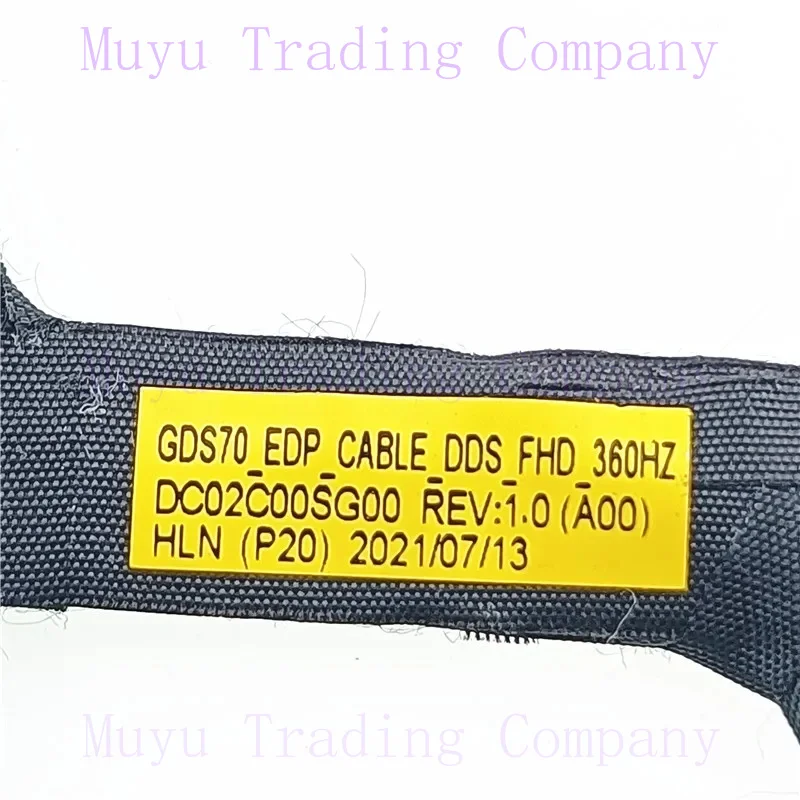 Muyu Trading Company
GDS70_EDP_CABLE_DDS_FHD_360HZ
DC02C00SG00 REV:1.0 (A00)
HLN (P20) 2021/07/13
Muyu Trading Company